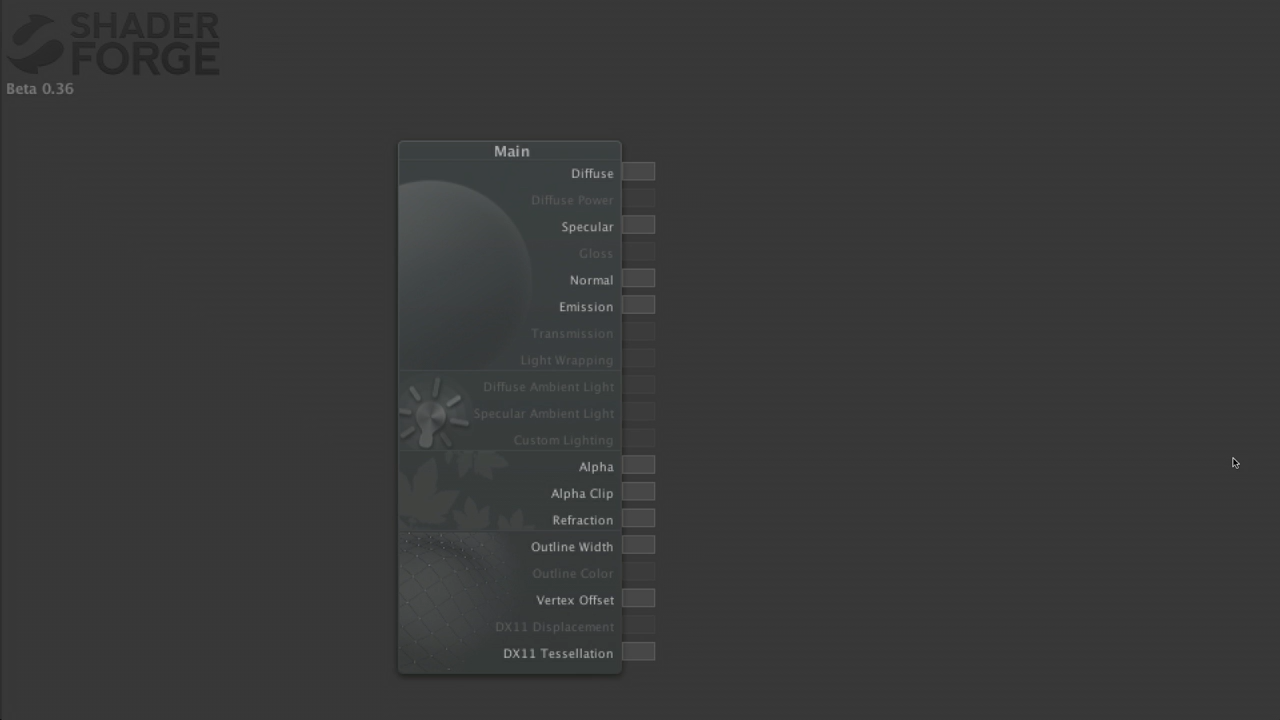 SHADER
FORGE
Beta 0.36
Main
Diffuse
Diffuse Power
Specular
Gloss
Normal
Emission
Transmission
Light Wrapping
Diffuse Ambient Light
Specular Ambient Light
Custom Lighting
Alpha
Alpha Clip
Refraction
Outline Width
Outline Color
Vertex Offset
DX11 Displacement
DX11 Tessellation